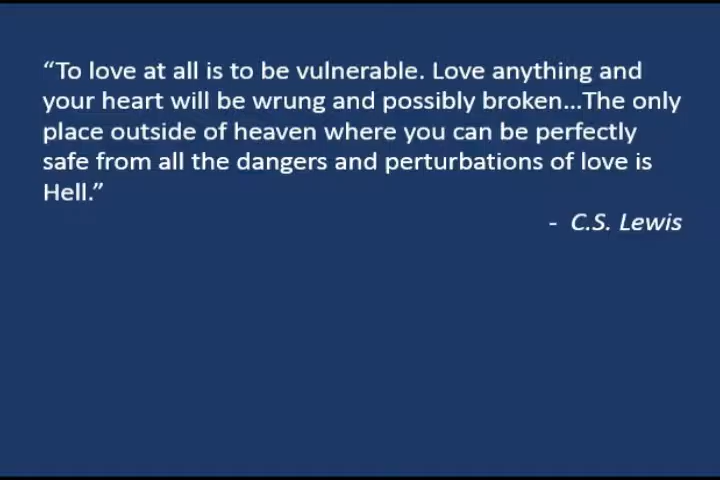 “To love at all is to be vulnerable. Love anything and
your heart will be wrung and possibly broken...The only
place outside of heaven where you can be perfectly
safe from all the dangers and perturbations of love is
Hell.”
- C.S. Lewis